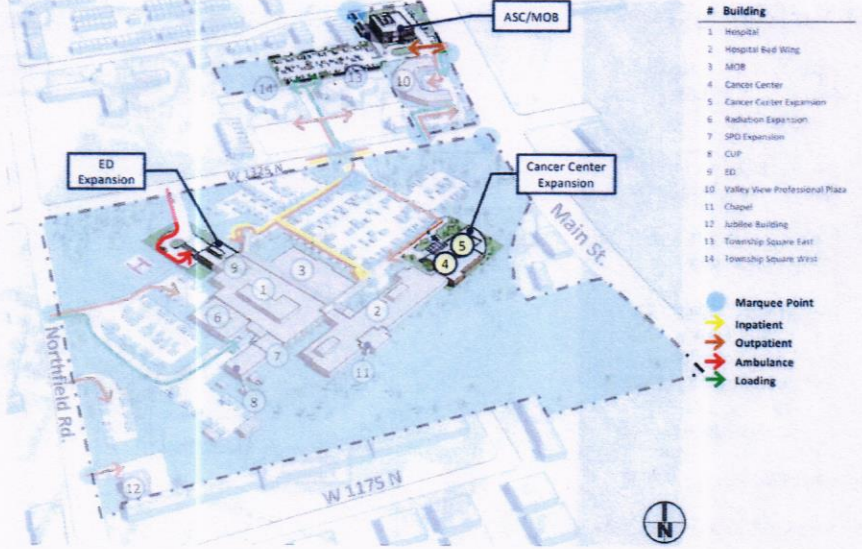 ASC/MOB
14
13
10
W 1325 N
ED
Expansion
Cancer Center
Expansion
Main St.
9
3
1
5
4
2
6
7
11
8
12
Northfield Rd.
W 1175 N
N
# Building
1 Hospital
2 Hospital Bed Wing
3 MOB
4 Cancer Center
5 Cancer Center Expansion
6 Radiation Expansion
7 SPD Expansion
8 CUP
9 ED
10 Valley View Professional Plaza
11 Chapel
12 Jubilee Building
13 Township Square East
14 Township Square West
Marquee Point
Inpatient
Outpatient
Ambulance
Loading